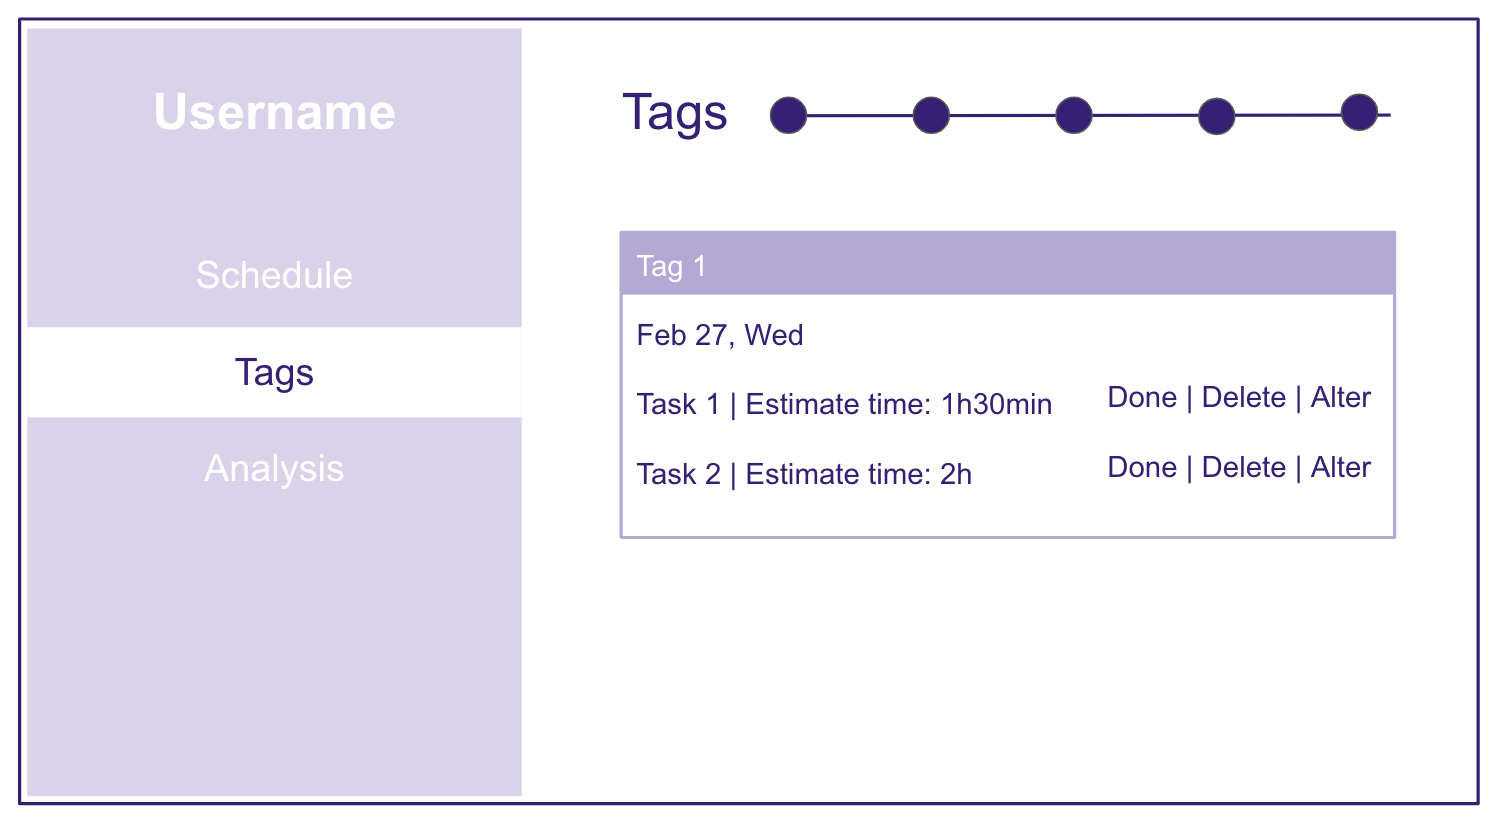 Username
Schedule
Tags
Analysis
Tags
Tag 1
Feb 27, Wed
Task 1 | Estimate time: 1h30min
Done | Delete | Alter
Task 2 | Estimate time: 2h
Done | Delete | Alter